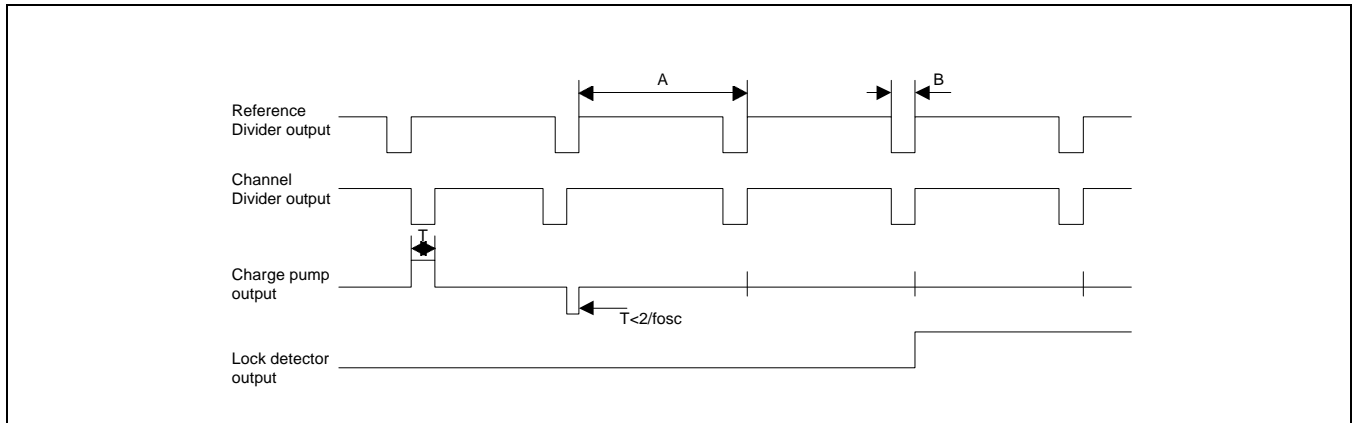 A
B
Reference
Divider output
Channel
Divider output
T
Charge pump
output
T<2/fosc
Lock detector
output